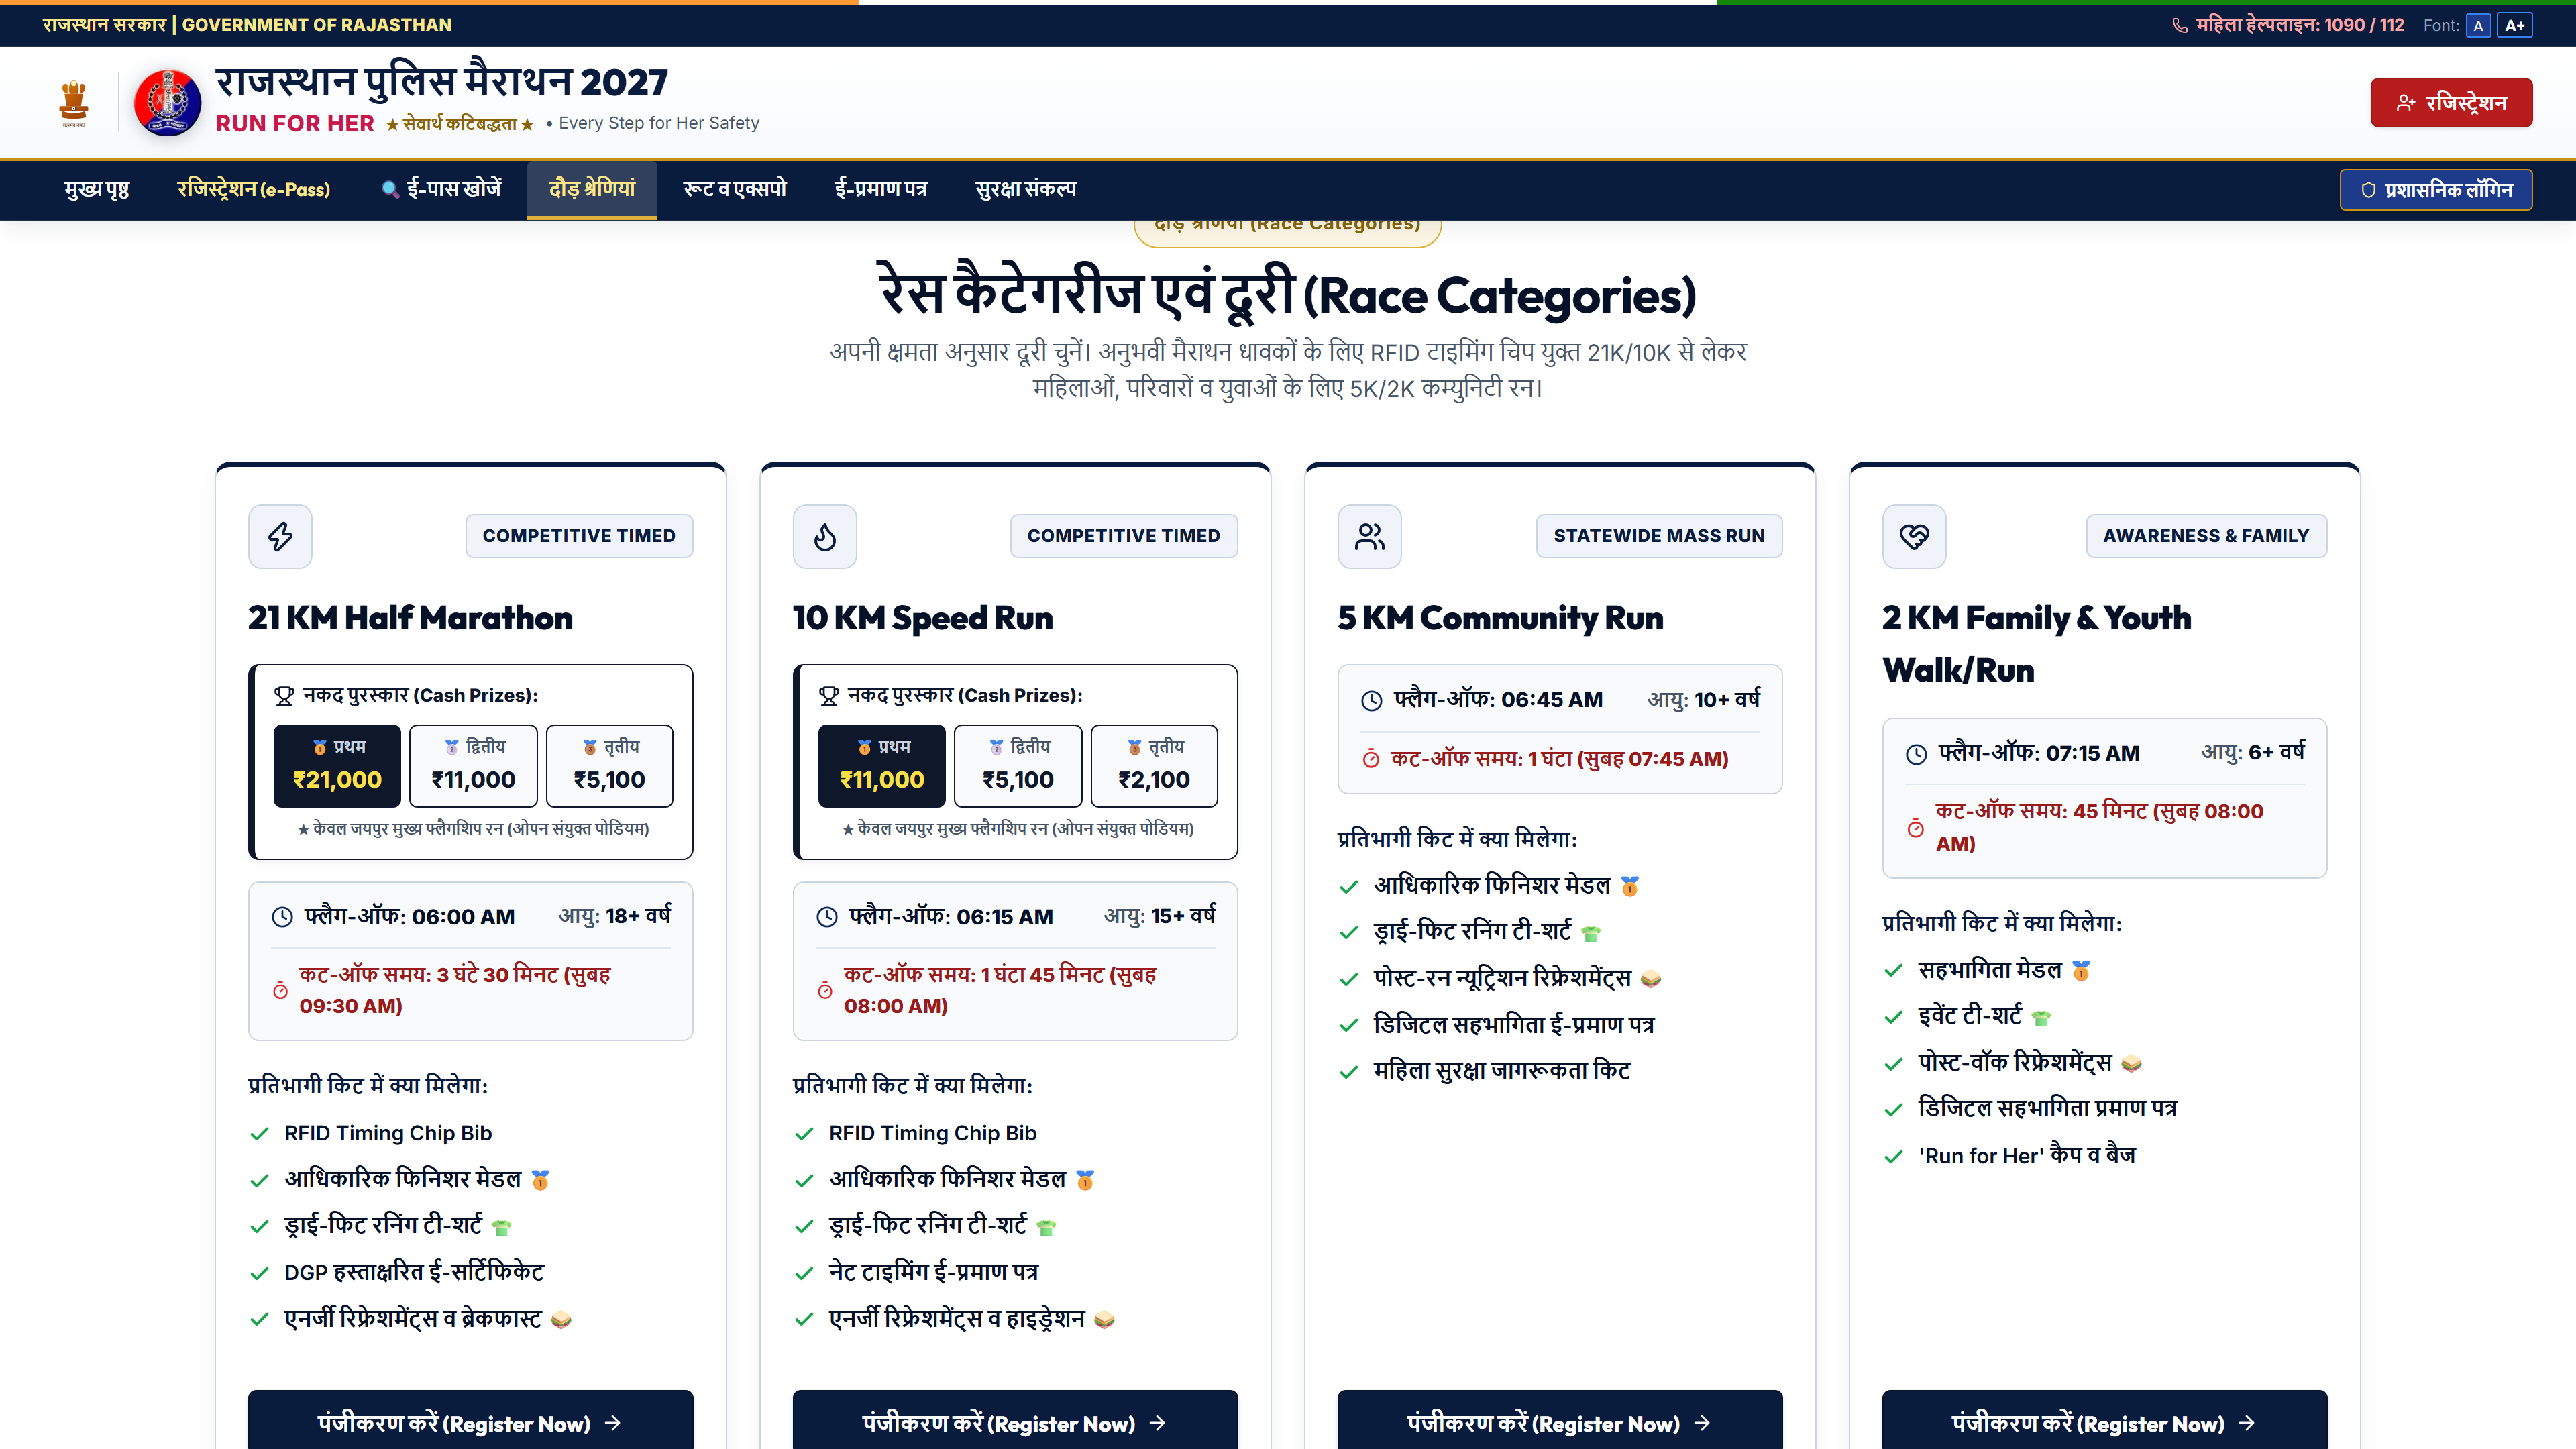 राजस्थान सरकार | GOVERNMENT OF RAJASTHAN
महिला हेल्पलाइन: 1090 / 112 Font: A A+
राजस्थान पुलिस मैराथन 2027
RUN FOR HER ★ सेवार्थ कटिबद्धता ★ • Every Step for Her Safety
रजिस्ट्रेशन
मुख्य पृष्ठ रजिस्ट्रेशन (e-Pass) ई-पास खोजें दौड़ श्रेणियां रूट व एक्सपो ई-प्रमाण पत्र सुरक्षा संकल्प प्रशासनिक लॉगिन
दौड़ श्रेणियां (Race Categories)
रेस कैटेगरीज एवं दूरी (Race Categories)
अपनी क्षमता अनुसार दूरी चुनें। अनुभवी मैराथन धावकों के लिए RFID टाइमिंग चिप युक्त 21K/10K से लेकर
महिलाओं, परिवारों व युवाओं के लिए 5K/2K कम्युनिटी रन।
COMPETITIVE TIMED
21 KM Half Marathon
नकद पुरस्कार (Cash Prizes):
प्रथम द्वितीय तृतीय
₹21,000 ₹11,000 ₹5,100
★ केवल जयपुर मुख्य फ्लैगशिप रन (ओपन संयुक्त पोडियम)
फ्लैग-ऑफ: 06:00 AM आयु: 18+ वर्ष
कट-ऑफ समय: 3 घंटे 30 मिनट (सुबह
09:30 AM)
प्रतिभागी किट में क्या मिलेगा:
RFID Timing Chip Bib
आधिकारिक फिनिशर मेडल
ड्राई-फिट रनिंग टी-शर्ट
DGP हस्ताक्षरित ई-सर्टिफिकेट
एनर्जी रिफ्रेशमेंट्स व ब्रेकफास्ट
पंजीकरण करें (Register Now) →
COMPETITIVE TIMED
10 KM Speed Run
नकद पुरस्कार (Cash Prizes):
प्रथम द्वितीय तृतीय
₹11,000 ₹5,100 ₹2,100
★ केवल जयपुर मुख्य फ्लैगशिप रन (ओपन संयुक्त पोडियम)
फ्लैग-ऑफ: 06:15 AM आयु: 15+ वर्ष
कट-ऑफ समय: 1 घंटा 45 मिनट (सुबह
08:00 AM)
प्रतिभागी किट में क्या मिलेगा:
RFID Timing Chip Bib
आधिकारिक फिनिशर मेडल
ड्राई-फिट रनिंग टी-शर्ट
नेट टाइमिंग ई-प्रमाण पत्र
एनर्जी रिफ्रेशमेंट्स व हाइड्रेशन
पंजीकरण करें (Register Now) →
STATEWIDE MASS RUN
5 KM Community Run
फ्लैग-ऑफ: 06:45 AM आयु: 10+ वर्ष
कट-ऑफ समय: 1 घंटा (सुबह 07:45 AM)
प्रतिभागी किट में क्या मिलेगा:
आधिकारिक फिनिशर मेडल
ड्राई-फिट रनिंग टी-शर्ट
पोस्ट-रन न्यूट्रिशन रिफ्रेशमेंट्स
डिजिटल सहभागिता ई-प्रमाण पत्र
महिला सुरक्षा जागरूकता किट
पंजीकरण करें (Register Now) →
AWARENESS & FAMILY
2 KM Family & Youth
Walk/Run
फ्लैग-ऑफ: 07:15 AM आयु: 6+ वर्ष
कट-ऑफ समय: 45 मिनट (सुबह 08:00
AM)
प्रतिभागी किट में क्या मिलेगा:
सहभागिता मेडल
इवेंट टी-शर्ट
पोस्ट-वॉक रिफ्रेशमेंट्स
डिजिटल सहभागिता प्रमाण पत्र
'Run for Her' कैप व बैज
पंजीकरण करें (Register Now) →